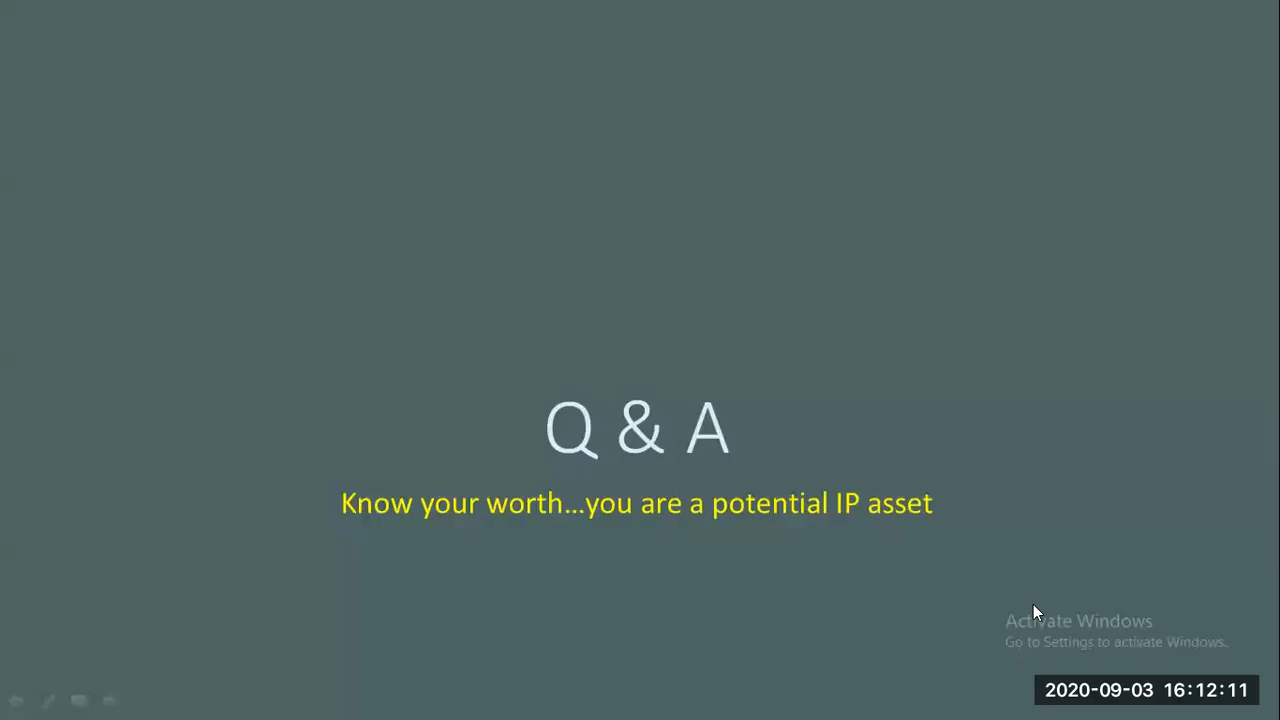 Q & A
Know your worth...you are a potential IP asset
Activate Windows
Go to Settings to activate Windows.
2020-09-03 16:12:11